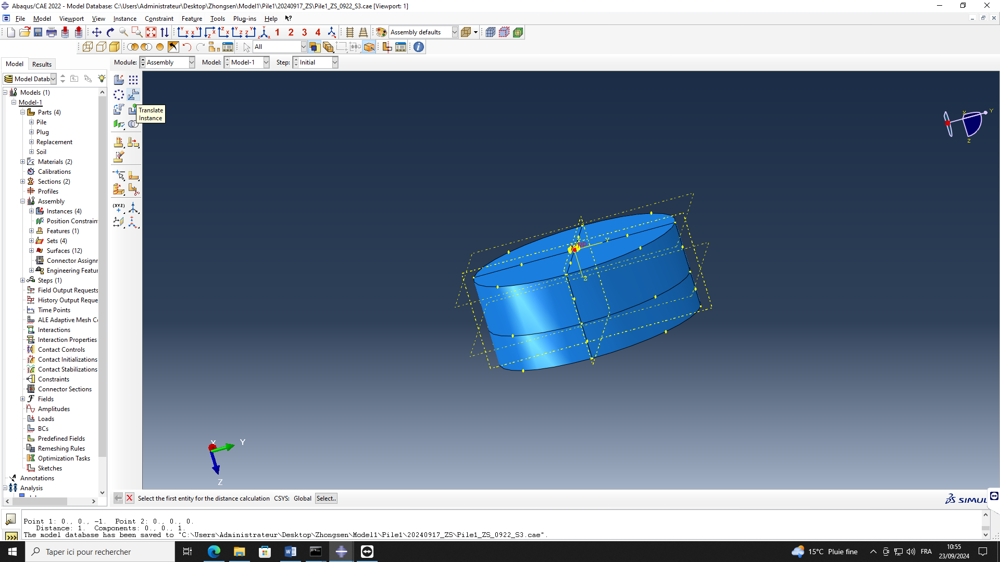 Abaqus/CAE 2022 - Model Database: C:\Users\Administrateur\Desktop\Zhongsen\Model1\Pile1\20240917_ZS\Pile1_ZS_0922_S3.cae [Viewport: 1]
File Model Viewport View Instance Constraint Feature Tools Plug-ins Help
1 2 3 4 Assembly defaults
All
Model Results
Module: Assembly Model: Model-1 Step: Initial
Model Datab
Models (1)
Model-1
Parts (4)
Pile
Plug
Replacement
Soil
Materials (2)
Calibrations
Sections (2)
Profiles
Assembly
Instances (4)
Position Constrain
Features (1)
Sets (4)
Surfaces (12)
Connector Assignr
Engineering Featur
Steps (1)
Field Output Requests
History Output Reque
Time Points
ALE Adaptive Mesh C
Interactions
Interaction Properties
Contact Controls
Contact Initializations
Contact Stabilizations
Constraints
Connector Sections
Fields
Amplitudes
Loads
BCs
Predefined Fields
Remeshing Rules
Optimization Tasks
Sketches
Annotations
Analysis
Translate
Instance
(XYZ)
X
Y
Z
Y
Z
X
Y
Z
Select the first entity for the distance calculation CSYS: Global Select..
SIMUL
Point 1: 0., 0., -1. Point 2: 0., 0., 0.
Distance: 1. Components: 0., 0., 1.
The model database has been saved to "C:\Users\Administrateur\Desktop\Zhongsen\Model1\Pile1\20240917_ZS\Pile1_ZS_0922_S3.cae".
Taper ici pour rechercher
15°C Pluie fine
FRA
10:55
23/09/2024